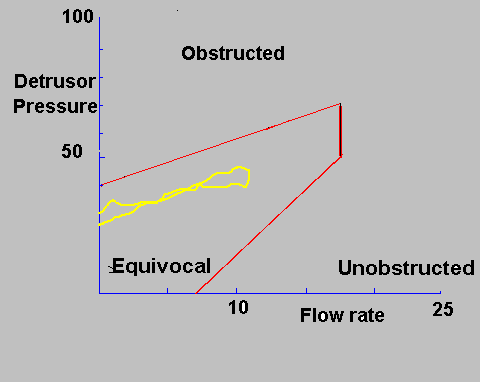 100
Obstructed
Detrusor
Pressure
50
Equivocal
Unobstructed
10
25
Flow rate